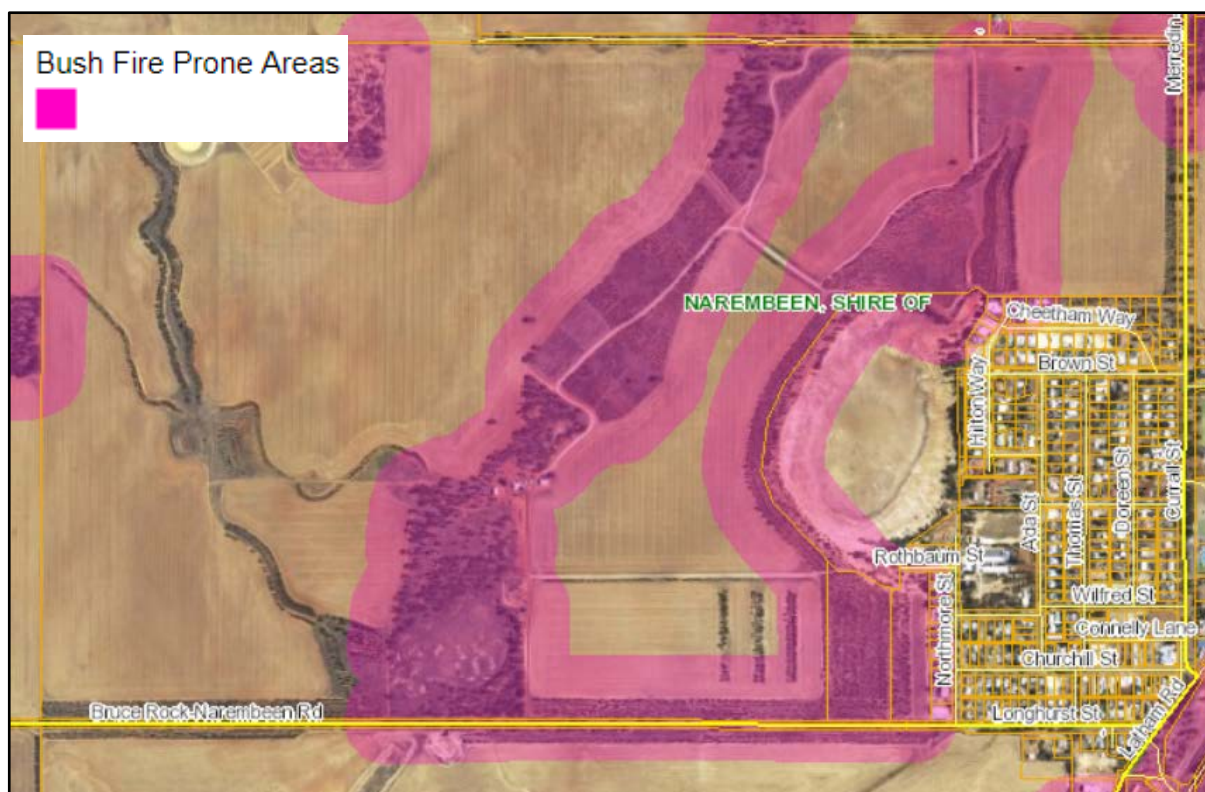 Bush Fire Prone Areas
Merredin
NAREMBEEN, SHIRE OF
Cheetham Way
Brown St
Hilton Way
Ada St
Thomas St
Doreen St
Currall St
Rothbaum St
Northmore St
Wilfred St
Connelly Lane
Churchill St
Bruce Rock-Narembeen Rd
Longhurst St
Latham Rd